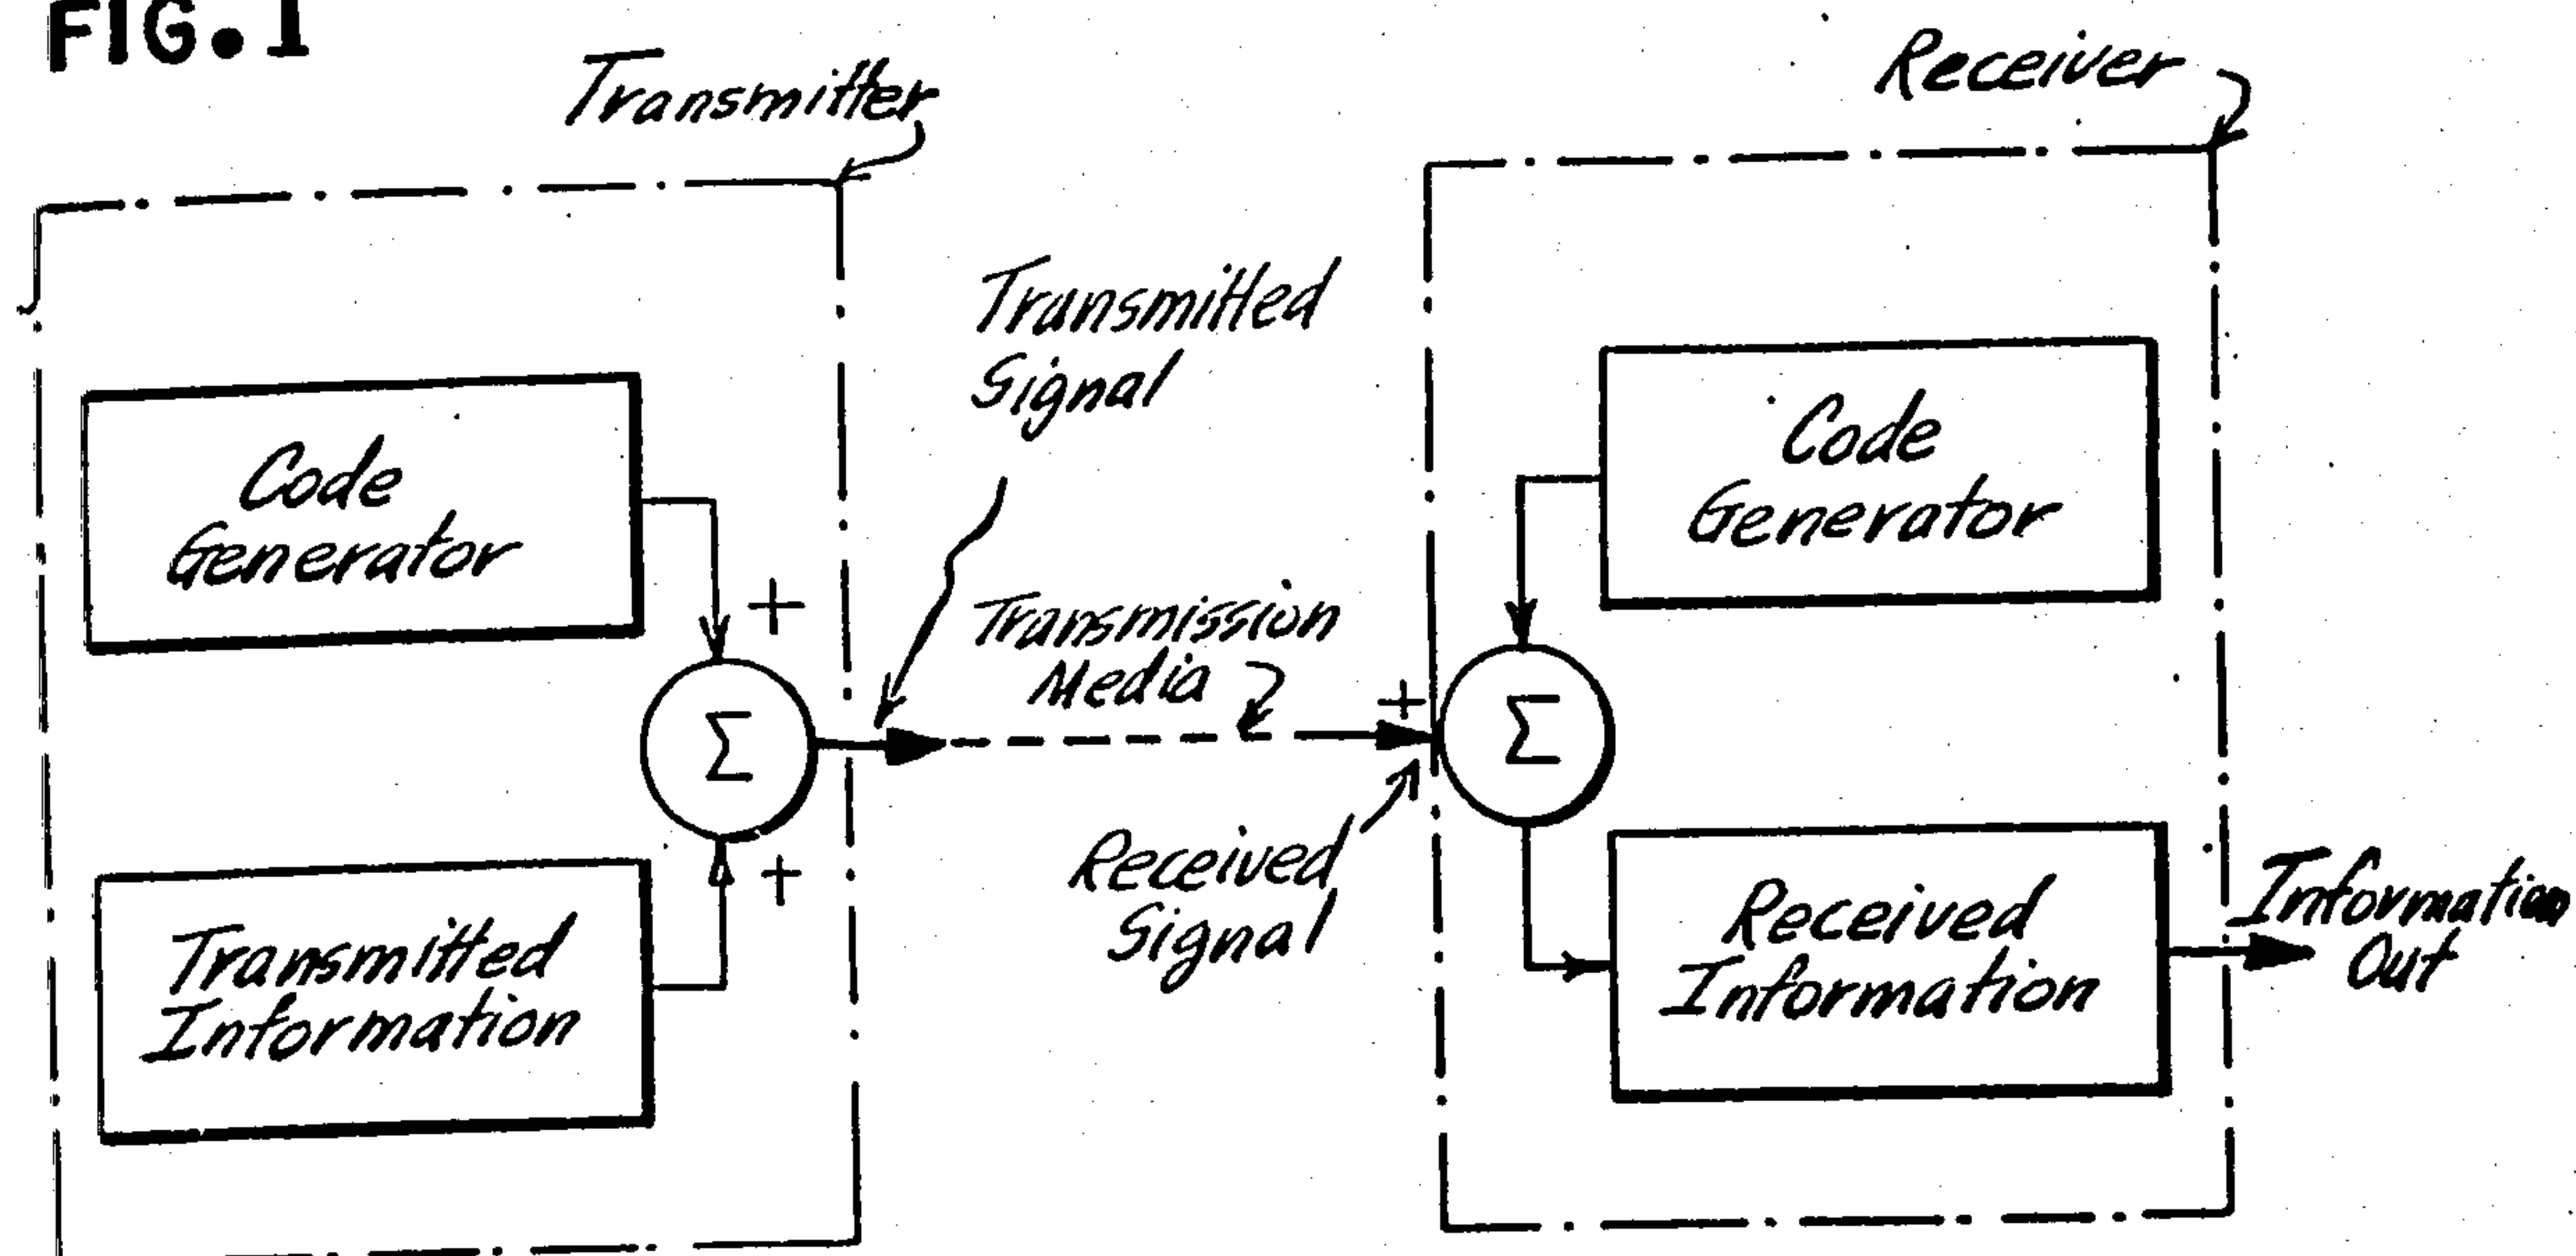 FIG. 1
Transmitter
Receiver
Transmitted
Signal
Code
Generator
Code
Generator
+
Transmission
Media
+
Σ
Σ
+
Received
Signal
Transmitted
Information
Received
Information
Information
Out